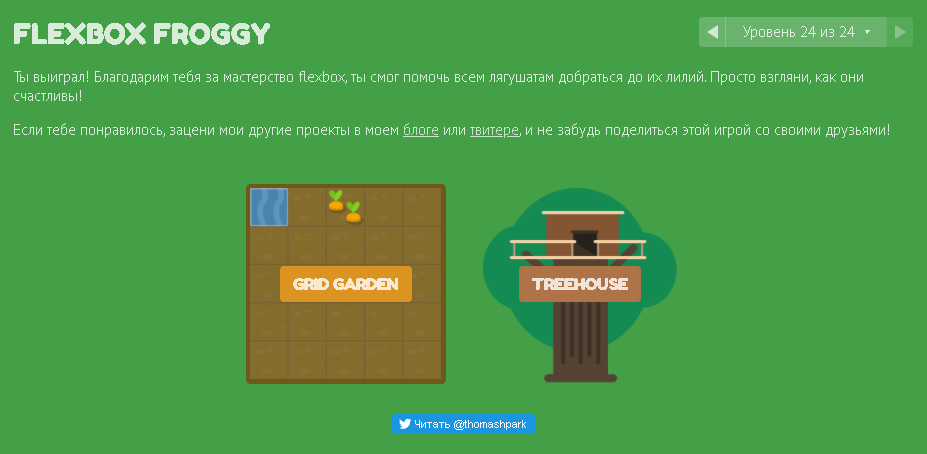 FLEXBOX FROGGY
Уровень 24 из 24
Ты выиграл! Благодарим тебя за мастерство flexbox, ты смог помочь всем лягушатам добраться до их лилий. Просто взгляни, как они
счастливы!
Если тебе понравилось, зацени мои другие проекты в моем блоге или твитере, и не забудь поделиться этой игрой со своими друзьями!
GRID GARDEN
TREEHOUSE
Читать @thomashpark